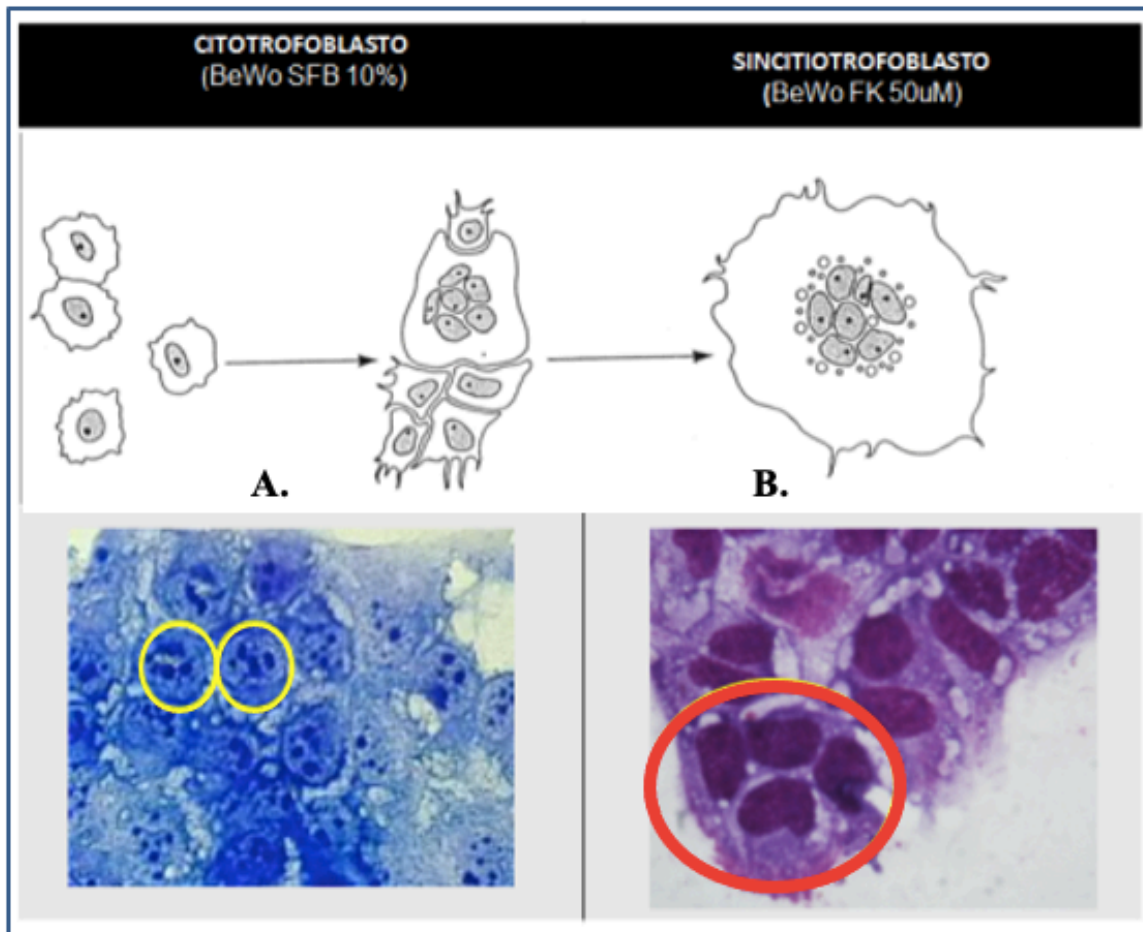 CITOTROFOBLASTO
(BeWo SFB 10%)
SINCITIOTROFOBLASTO
(BeWo FK 50uM)
A.
B.